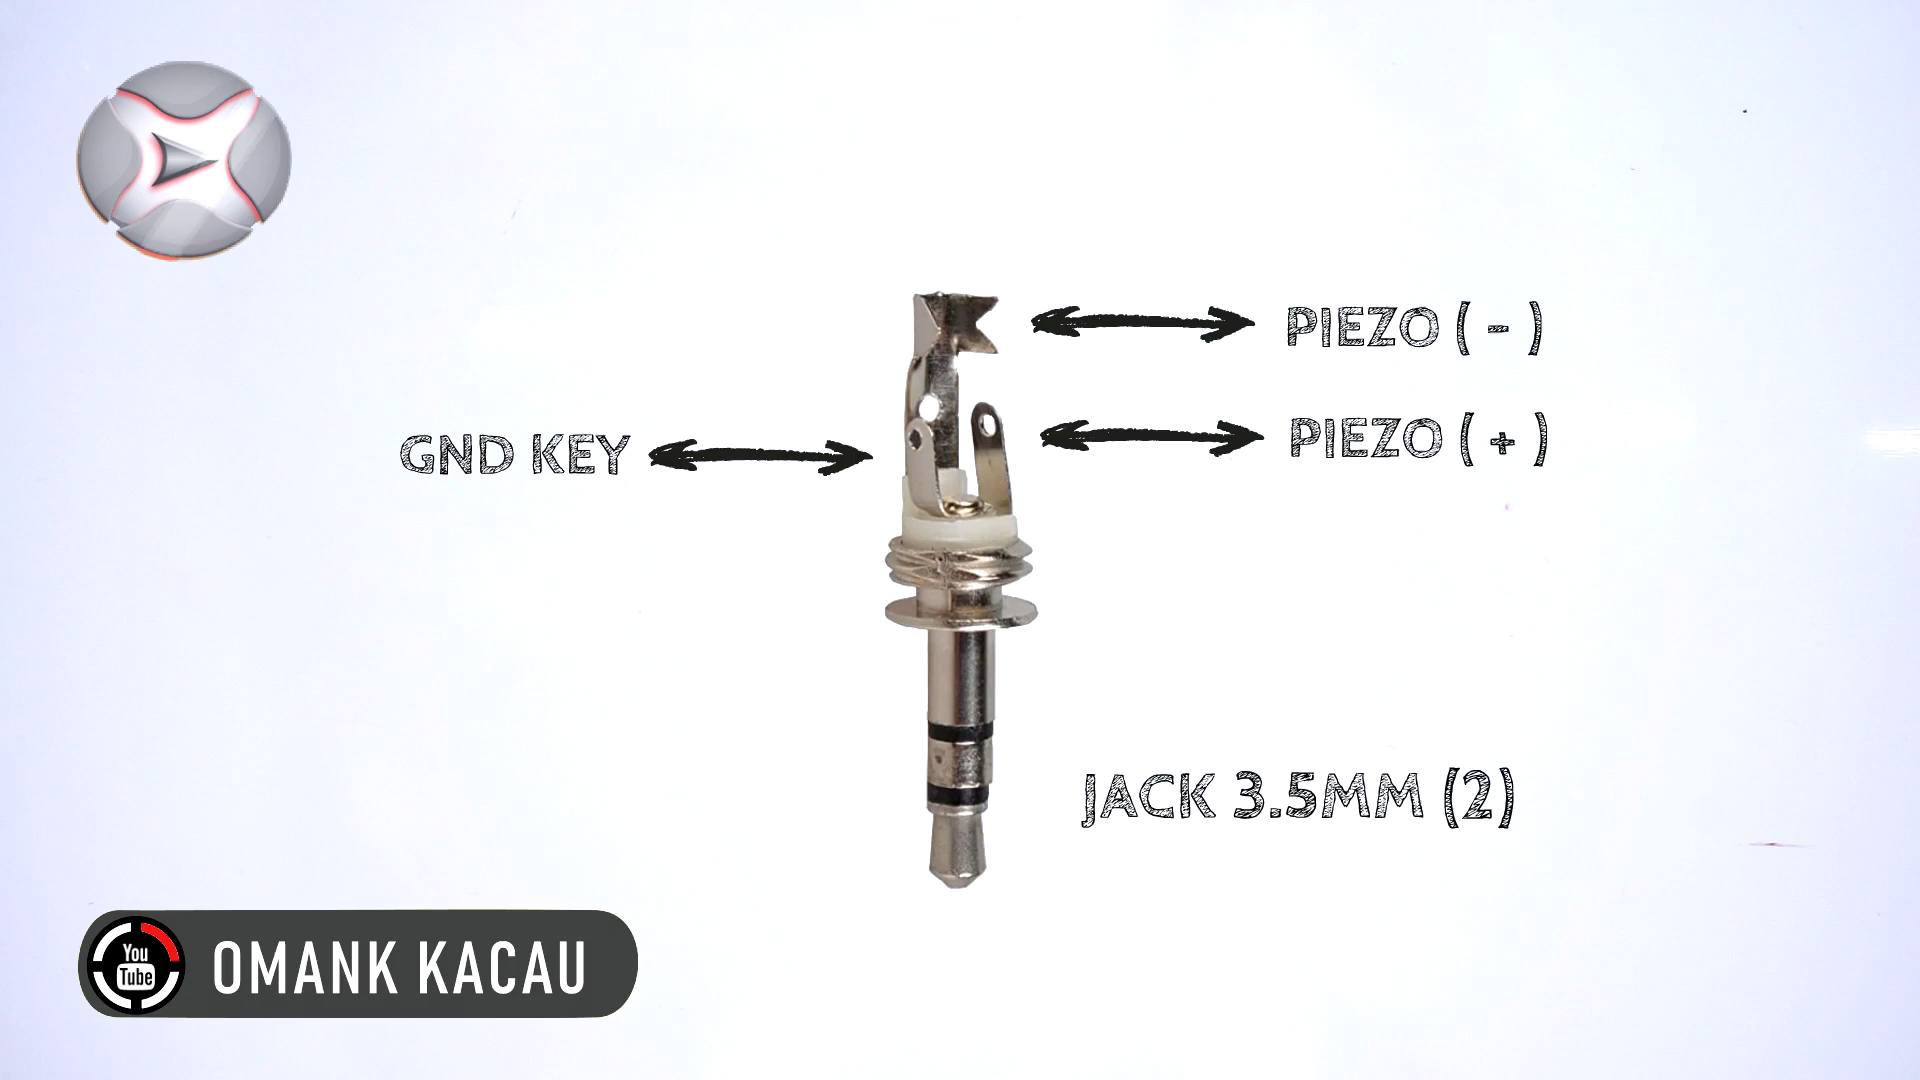 PIEZO ( - )
PIEZO ( + )
GND KEY
JACK 3.5MM (2)
You
Tube
OMANK KACAU